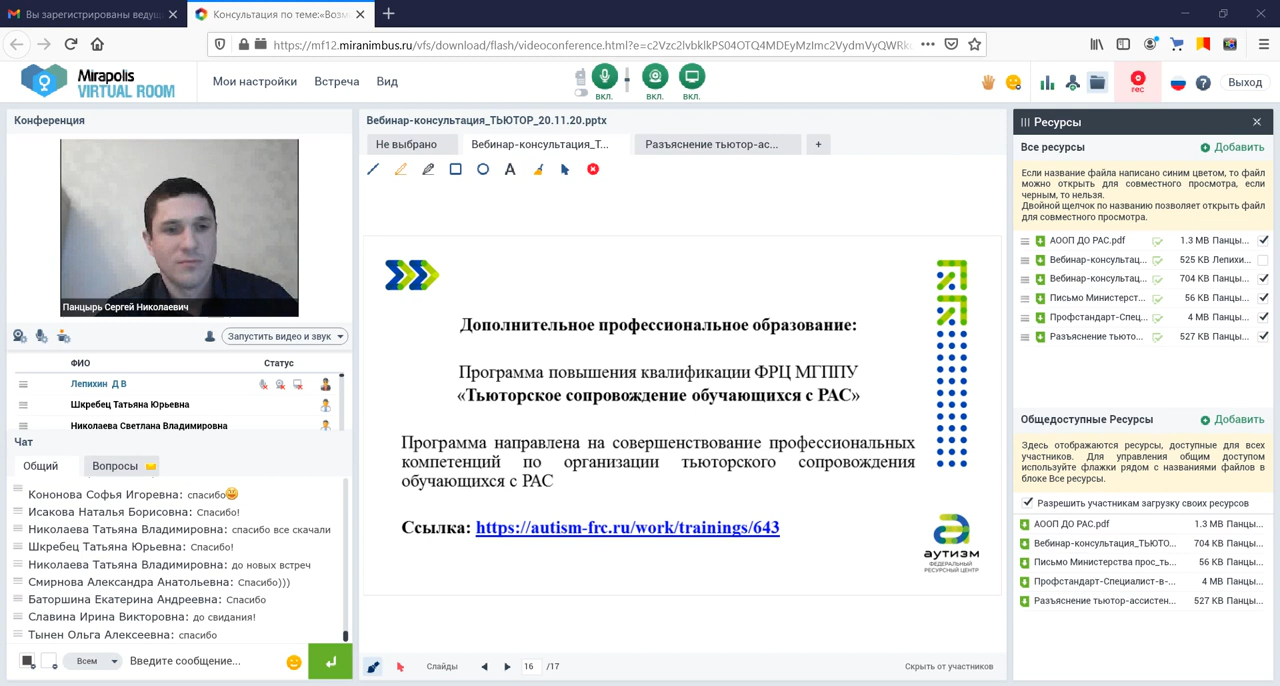 Вы зарегистрированы ведущ
Консультация по теме:«Возм
https://mf12.miranimbus.ru/vfs/download/flash/videoconference.html?e=
Mirapolis
VIRTUAL ROOM
Мои настройки
Встреча
Вид
вкл.
вкл.
вкл.
rec
Выход
Конференция
Панцырь Сергей Николаевич
Запустить видео и звук
ФИО
Статус
Лепихин Д В
Шкребец Татьяна Юрьевна
Николаева Светлана Владимировна
Чат
Общий
Вопросы
Кононова Софья Игоревна: спасибо
Исакова Наталья Борисовна: Спасибо!
Николаева Татьяна Владимировна: спасибо все скачали
Шкребец Татьяна Юрьевна: Спасибо!
Николаева Татьяна Владимировна: до новых встреч
Смирнова Александра Анатольевна: Спасибо)))
Баторшина Екатерина Андреевна: Спасибо
Славина Ирина Викторовна: до свидания!
Тынен Ольга Алексеевна: спасибо
Всем
Введите сообщение...
Вебинар-консультация_ТЬЮТОР_20.11.20.pptx
Не выбрано
Вебинар-консультация_Т...
Разъяснение тьютор-ас...
+
A
Дополнительное профессиональное образование:
Программа повышения квалификации ФРЦ МГППУ
«Тьюторское сопровождение обучающихся с РАС»
Программа направлена на совершенствование профессиональных
компетенций по организации тьюторского сопровождения
обучающихся с РАС
Ссылка: https://autism-frc.ru/work/trainings/643
аутизм
ФЕДЕРАЛЬНЫЙ
РЕСУРСНЫЙ ЦЕНТР
Слайды
16 /17
Скрыть от участников
Ресурсы
Все ресурсы
Добавить
Если название файла написано синим цветом, то файл
можно открыть для совместного просмотра, если
черным, то нельзя.
Двойной щелчок по названию позволяет открыть файл
для совместного просмотра.
АООП ДО РАС.pdf 1.3 MB Панцы...
Вебинар-консультац... 525 KB Лепихи...
Вебинар-консультац... 704 KB Панцы...
Письмо Министерст... 56 KB Панцы...
Профстандарт-Спец... 4 MB Панцы...
Разъяснение тьюто... 527 KB Панцы...
Общедоступные Ресурсы
Добавить
Здесь отображаются ресурсы, доступные для всех
участников. Для управления общим доступом
используйте флажки рядом с названиями файлов в
блоке Все ресурсы.
Разрешить участникам загрузку своих ресурсов
АООП ДО РАС.pdf 1.3 MB Панцы...
Вебинар-консультация_ТЬЮТО... 704 KB Панцы...
Письмо Министерства прос_ть... 56 KB Панцы...
Профстандарт-Специалист-в-... 4 MB Панцы...
Разъяснение тьютор-ассистен... 527 KB Панцы...